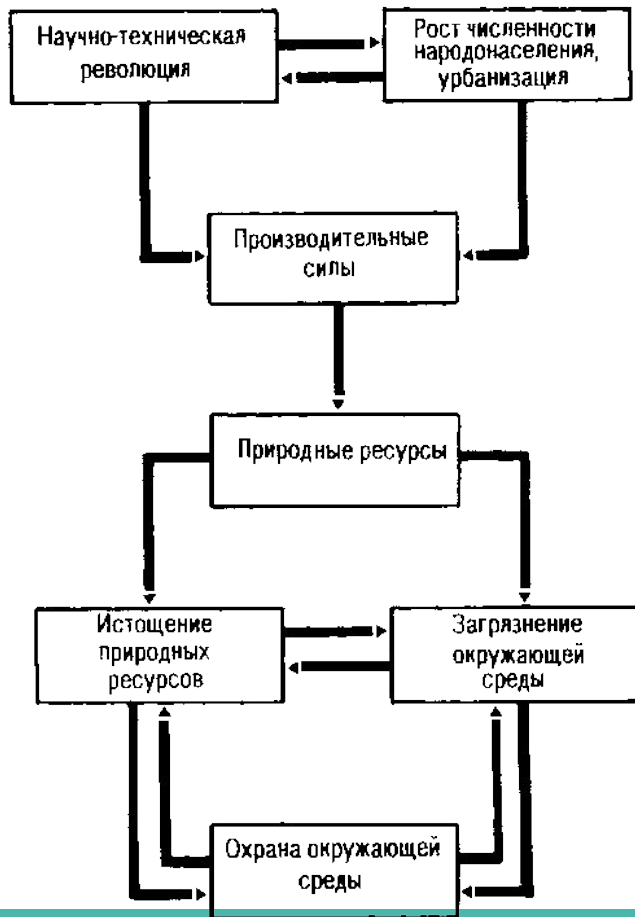 Научно-техническая
революция
Рост численности
народонаселения,
урбанизация
Производительные
силы
Природные ресурсы
Истощение
природных
ресурсов
Загрязнение
окружающей
среды
Охрана окружающей
среды